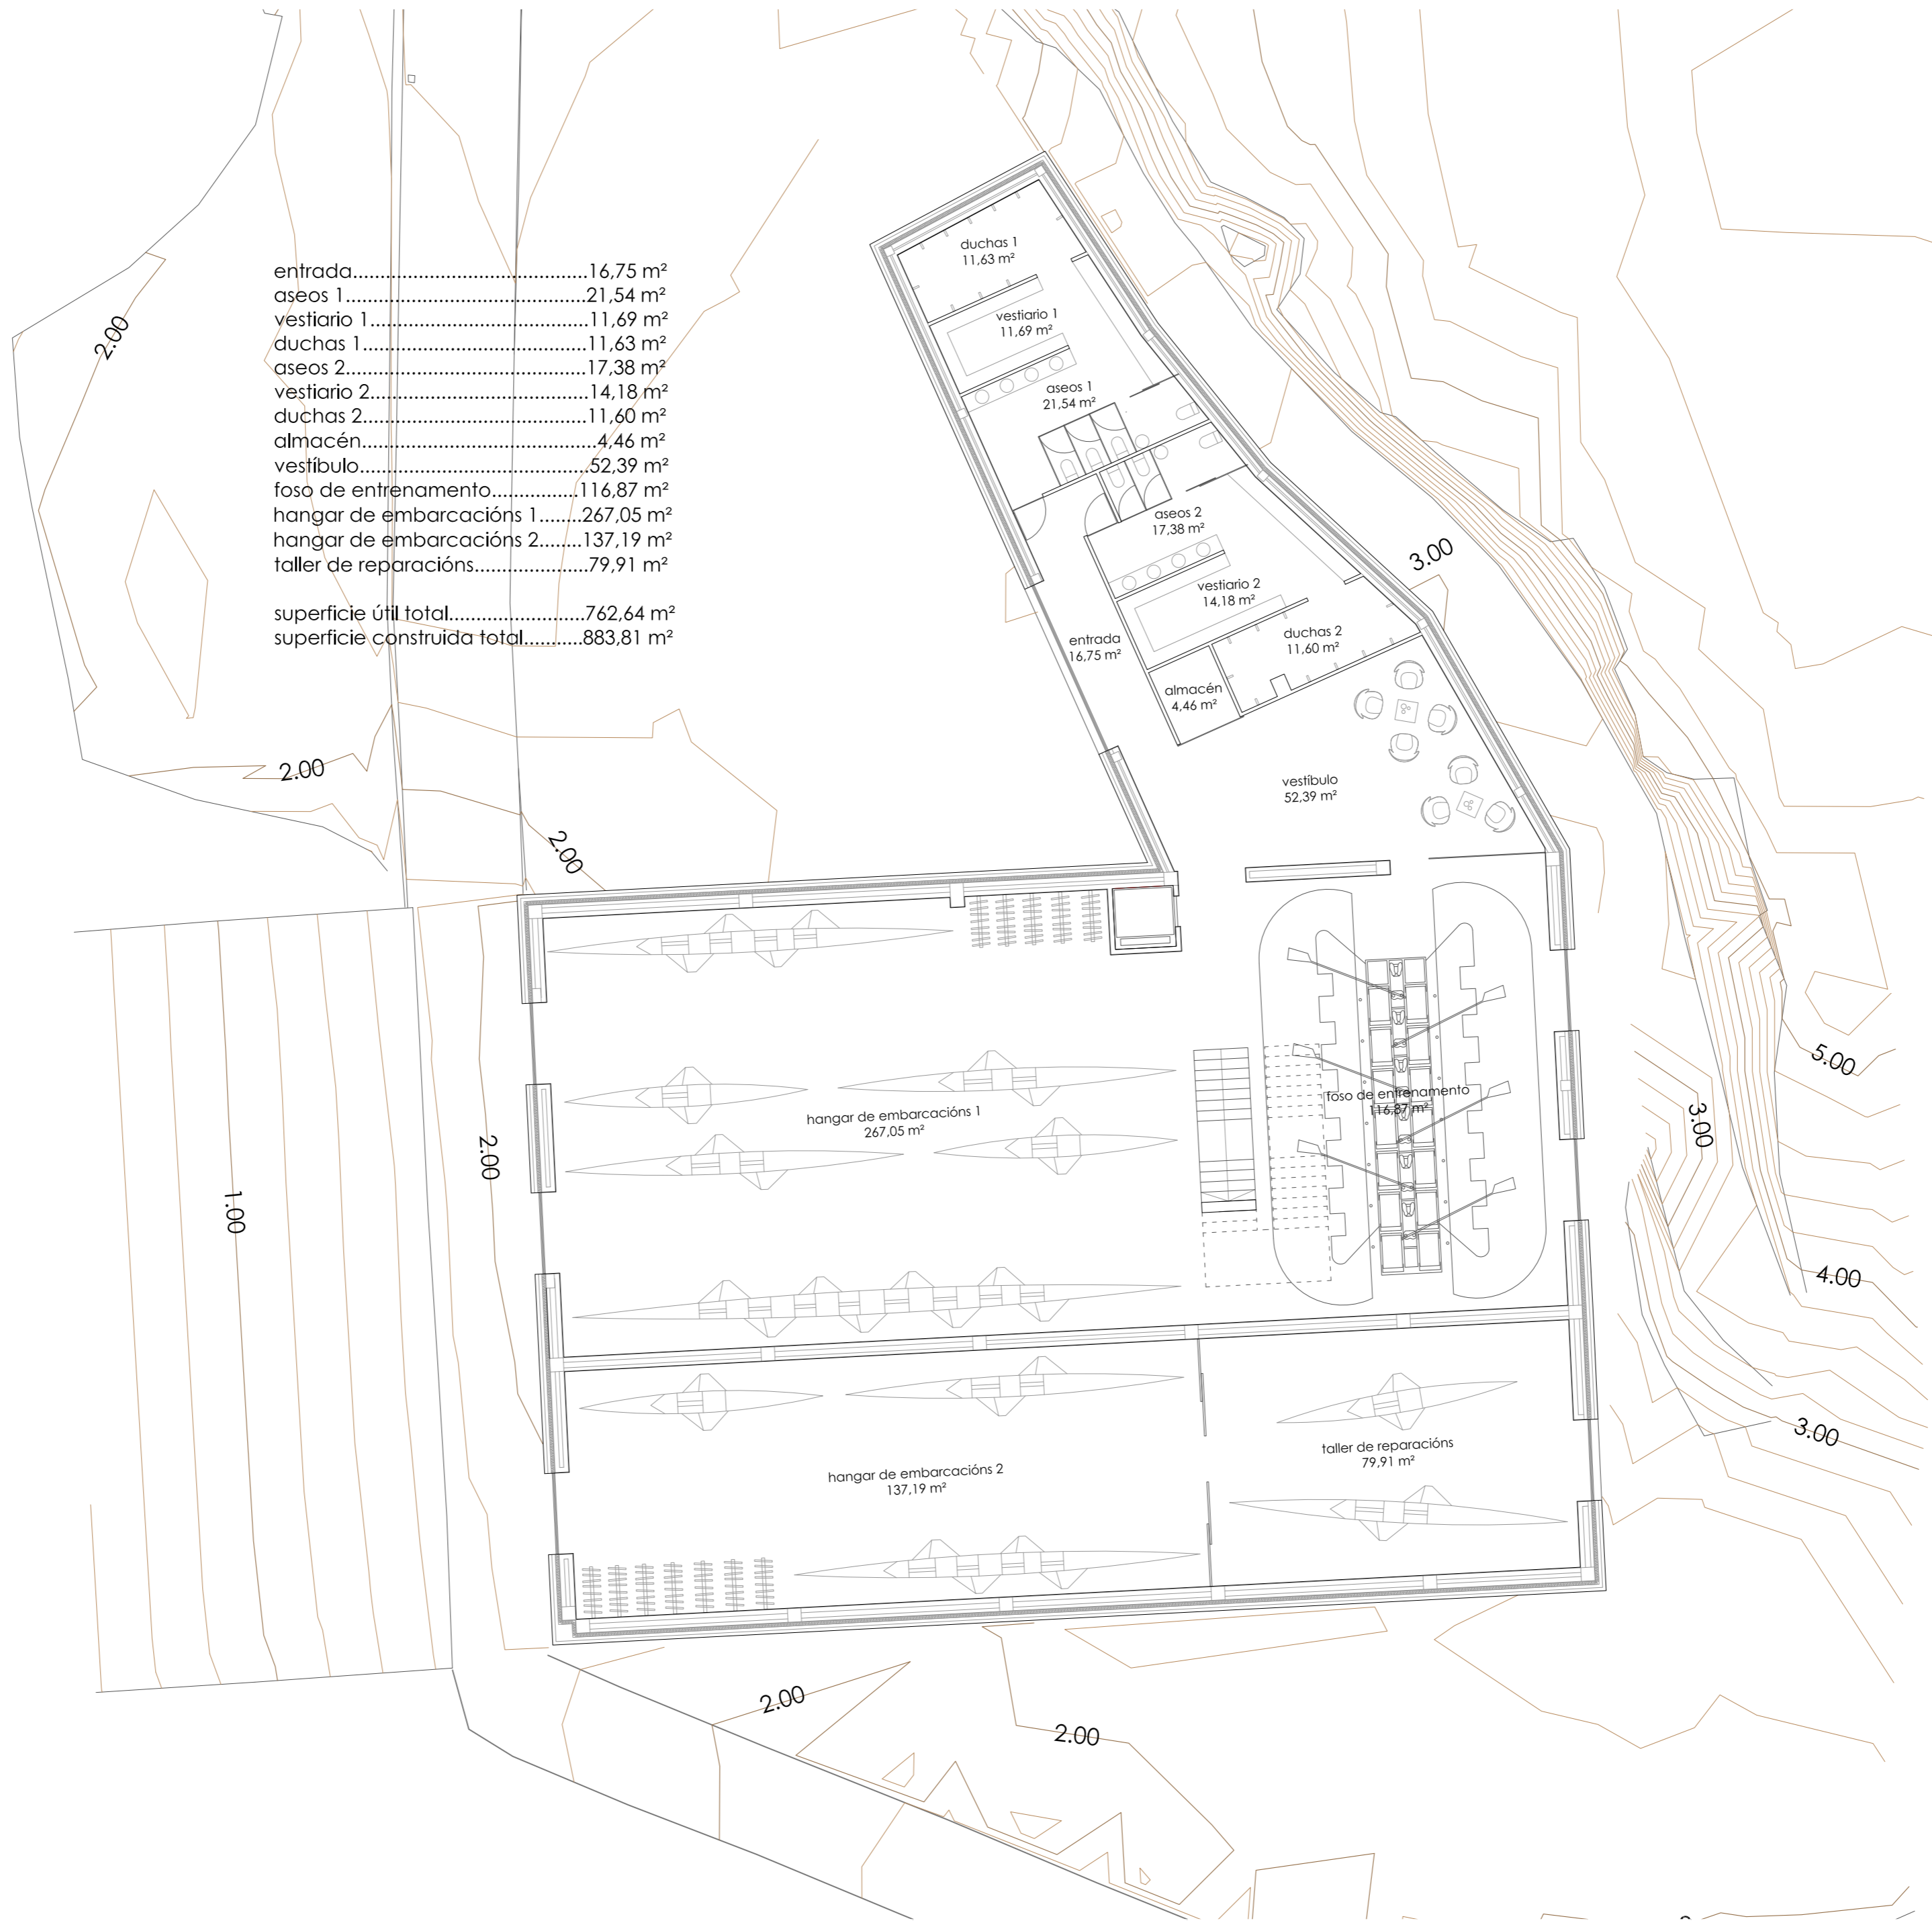 entrada..................................................16,75 m²
aseos 1...................................................21,54 m²
vestiario 1..............................................11,69 m²
duchas 1................................................11,63 m²
aseos 2...................................................17,38 m²
vestiario 2..............................................14,18 m²
duchas 2................................................11,60 m²
almacén..................................................4,46 m²
vestíbulo.................................................52,39 m²
foso de entrenamento................116,87 m²
hangar de embarcacións 1........267,05 m²
hangar de embarcacións 2........137,19 m²
taller de reparacións.....................79,91 m²
superficie útil total.............................762,64 m²
superficie construida total............883,81 m²
duchas 1
11,63 m²
vestiario 1
11,69 m²
aseos 1
21,54 m²
aseos 2
17,38 m²
vestiario 2
14,18 m²
duchas 2
11,60 m²
entrada
16,75 m²
almacén
4,46 m²
vestíbulo
52,39 m²
hangar de embarcacións 1
267,05 m²
foso de entrenamento
116,87 m²
hangar de embarcacións 2
137,19 m²
taller de reparacións
79,91 m²
2.00
2.00
2.00
3.00
2.00
1.00
5.00
3.00
4.00
3.00
2.00
2.00